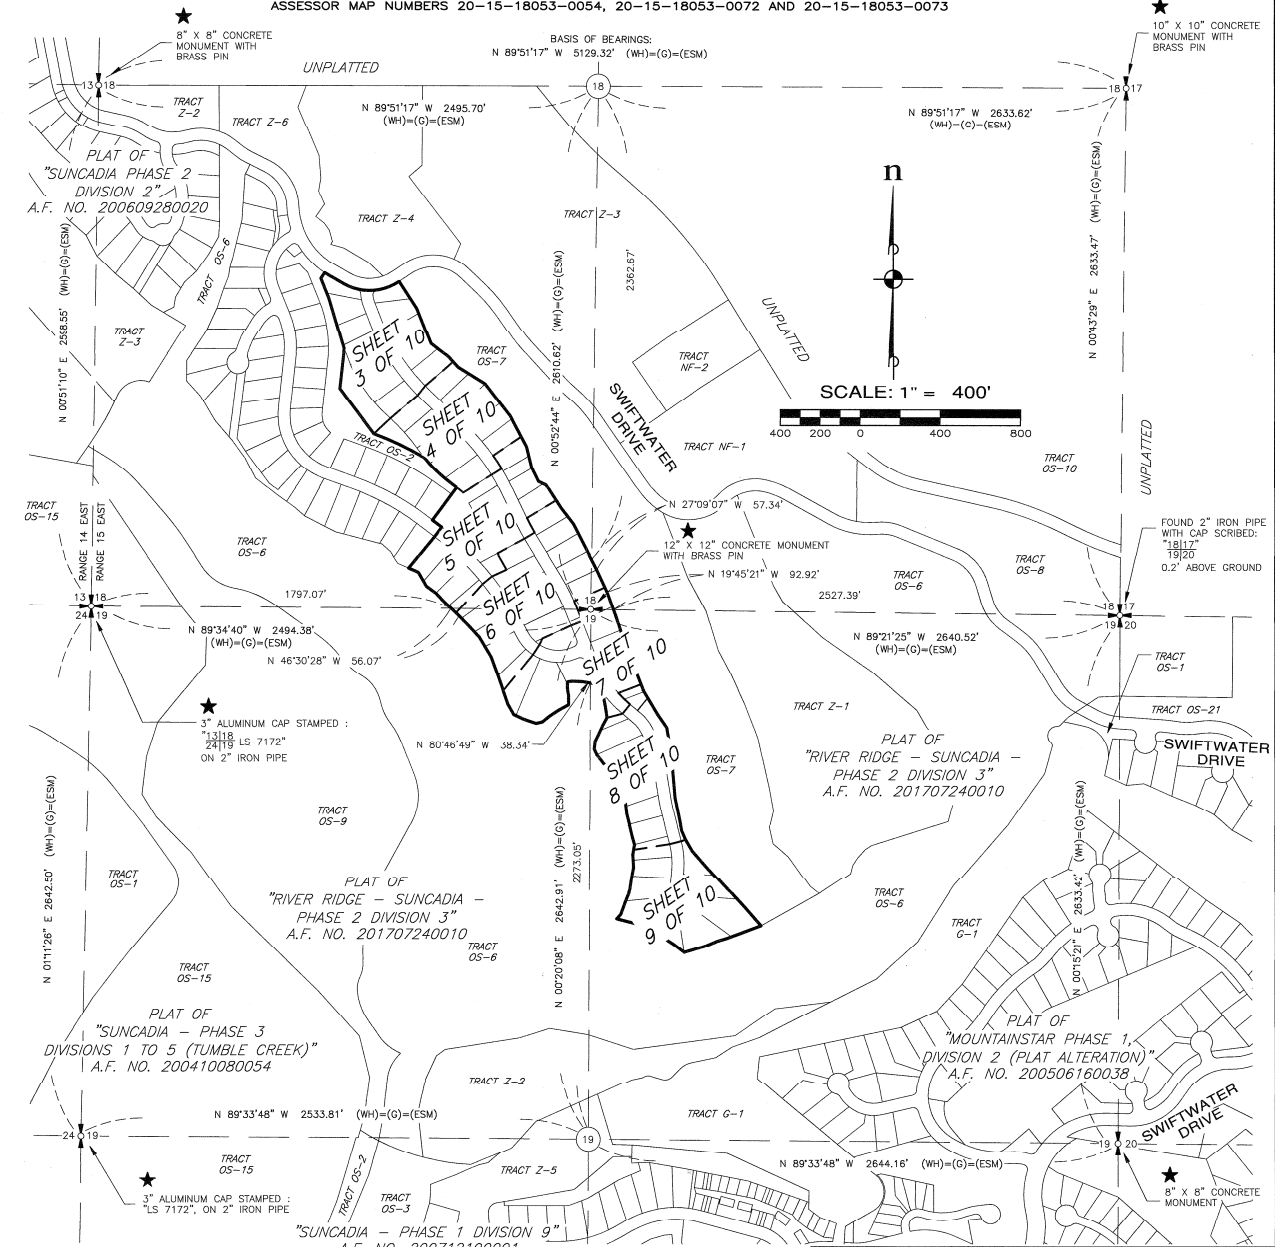 ASSESSOR MAP NUMBERS 20-15-18053-0054, 20-15-18053-0072 AND 20-15-18053-0073
8" X 8" CONCRETE
MONUMENT WITH
BRASS PIN
BASIS OF BEARINGS:
N 89°51'17" W 5129.32' (WH)=(G)=(ESM)
10" X 10" CONCRETE
MONUMENT WITH
BRASS PIN
UNPLATTED
13 18
18
18 17
TRACT
Z-2
TRACT Z-6
N 89°51'17" W 2495.70'
(WH)=(G)=(ESM)
N 89°51'17" W 2633.62'
(WH)=(G)=(ESM)
PLAT OF
"SUNCADIA PHASE 2
DIVISION 2"
A.F. NO. 200609280020
n
TRACT Z-4
TRACT Z-3
TRACT OS-6
N 00°51'10" E 2598.55' (WH)=(G)=(ESM)
N 00°52'44" E 2610.62' (WH)=(G)=(ESM)
2362.67'
N 00°43'29" E 2633.47' (WH)=(G)=(ESM)
UNPLATTED
TRACT
Z-3
SHEET
3 OF 10
TRACT
OS-7
TRACT
NF-2
SCALE: 1" = 400'
400 200 0 400 800
SWIFTWATER
DRIVE
SHEET
4 OF 10
TRACT OS-2
TRACT NF-1
TRACT
OS-10
UNPLATTED
TRACT
OS-15
RANGE 14 EAST
RANGE 15 EAST
N 27°09'07" W 57.34'
SHEET
5 OF 10
TRACT
OS-6
12" X 12" CONCRETE MONUMENT
WITH BRASS PIN
FOUND 2" IRON PIPE
WITH CAP SCRIBED:
"18|17"
19|20
0.2' ABOVE GROUND
TRACT
OS-8
N 19°45'21" W 92.92'
TRACT
OS-6
1797.07'
2527.39'
SHEET
6 OF 10
13 18
24 19
18
19
18 17
19 20
N 89°34'40" W 2494.38'
(WH)=(G)=(ESM)
N 89°21'25" W 2640.52'
(WH)=(G)=(ESM)
N 46°30'28" W 56.07'
SHEET
7 OF 10
TRACT
OS-1
TRACT Z-1
TRACT OS-21
3" ALUMINUM CAP STAMPED :
"13|18
24|19 LS 7172"
ON 2" IRON PIPE
N 80°46'49" W 38.34'
SHEET
8 OF 10
TRACT
OS-7
PLAT OF
"RIVER RIDGE - SUNCADIA -
PHASE 2 DIVISION 3"
A.F. NO. 201707240010
SWIFTWATER
DRIVE
TRACT
OS-9
N 01°11'26" E 2642.50' (WH)=(G)=(ESM)
N 00°20'08" E 2642.91' (WH)=(G)=(ESM)
2273.05'
N 00°15'21" E 2633.42' (WH)=(G)=(ESM)
TRACT
OS-1
PLAT OF
"RIVER RIDGE - SUNCADIA -
PHASE 2 DIVISION 3"
A.F. NO. 201707240010
SHEET
9 OF 10
TRACT
OS-6
TRACT
G-1
TRACT
OS-6
TRACT
OS-15
PLAT OF
"SUNCADIA - PHASE 3
DIVISIONS 1 TO 5 (TUMBLE CREEK)"
A.F. NO. 200410080054
PLAT OF
"MOUNTAINSTAR PHASE 1,
DIVISION 2 (PLAT ALTERATION)"
A.F. NO. 200506160038
TRACT Z-2
N 89°33'48" W 2533.81' (WH)=(G)=(ESM)
TRACT G-1
SWIFTWATER
DRIVE
24 19
19
19 20
TRACT
OS-15
TRACT OS-2
TRACT Z-5
N 89°33'48" W 2644.16' (WH)=(G)=(ESM)
3" ALUMINUM CAP STAMPED :
"LS 7172", ON 2" IRON PIPE
TRACT
OS-3
8" X 8" CONCRETE
MONUMENT
"SUNCADIA - PHASE 1 DIVISION 9"